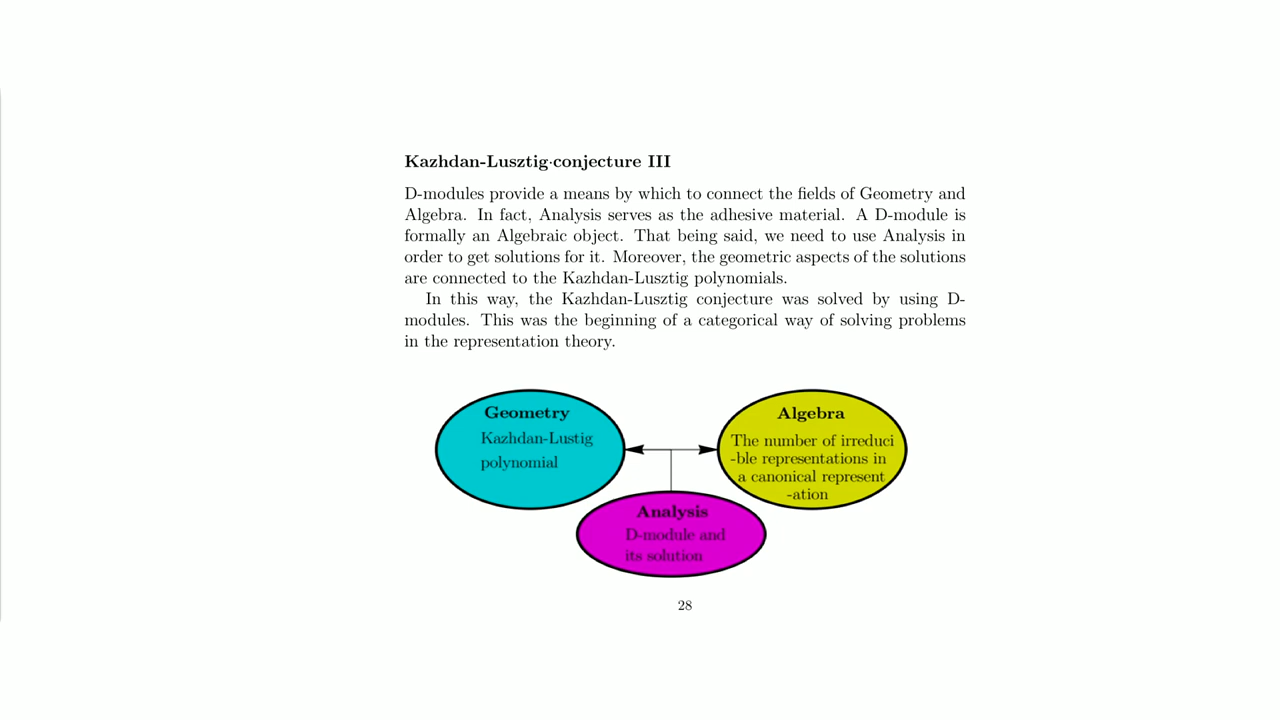 Kazhdan-Lusztig·conjecture III
D-modules provide a means by which to connect the fields of Geometry and
Algebra. In fact, Analysis serves as the adhesive material. A D-module is
formally an Algebraic object. That being said, we need to use Analysis in
order to get solutions for it. Moreover, the geometric aspects of the solutions
are connected to the Kazhdan-Lusztig polynomials.
In this way, the Kazhdan-Lusztig conjecture was solved by using D-
modules. This was the beginning of a categorical way of solving problems
in the representation theory.
Geometry
Kazhdan-Lustig
polynomial
Algebra
The number of irreduci
-ble representations in
a canonical represent
-ation
Analysis
D-module and
its solution
28